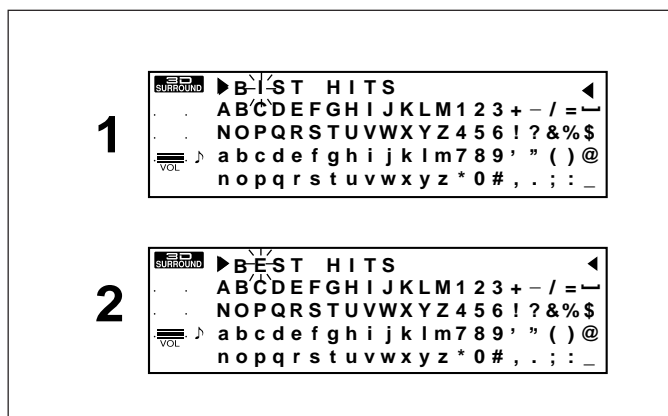 1
3D SURROUND ▶BIST HITS ◀
ABCDEFGHIJKLM123+−/=⎵
NOPQRSTUVWXYZ456!?&%$
♪ abcdefghijklm789’”()@
VOL
nopqrstuvwxyz*0#,.;:_
2
3D SURROUND ▶BEST HITS ◀
ABCDEFGHIJKLM123+−/=⎵
NOPQRSTUVWXYZ456!?&%$
♪ abcdefghijklm789’”()@
VOL
nopqrstuvwxyz*0#,.;:_